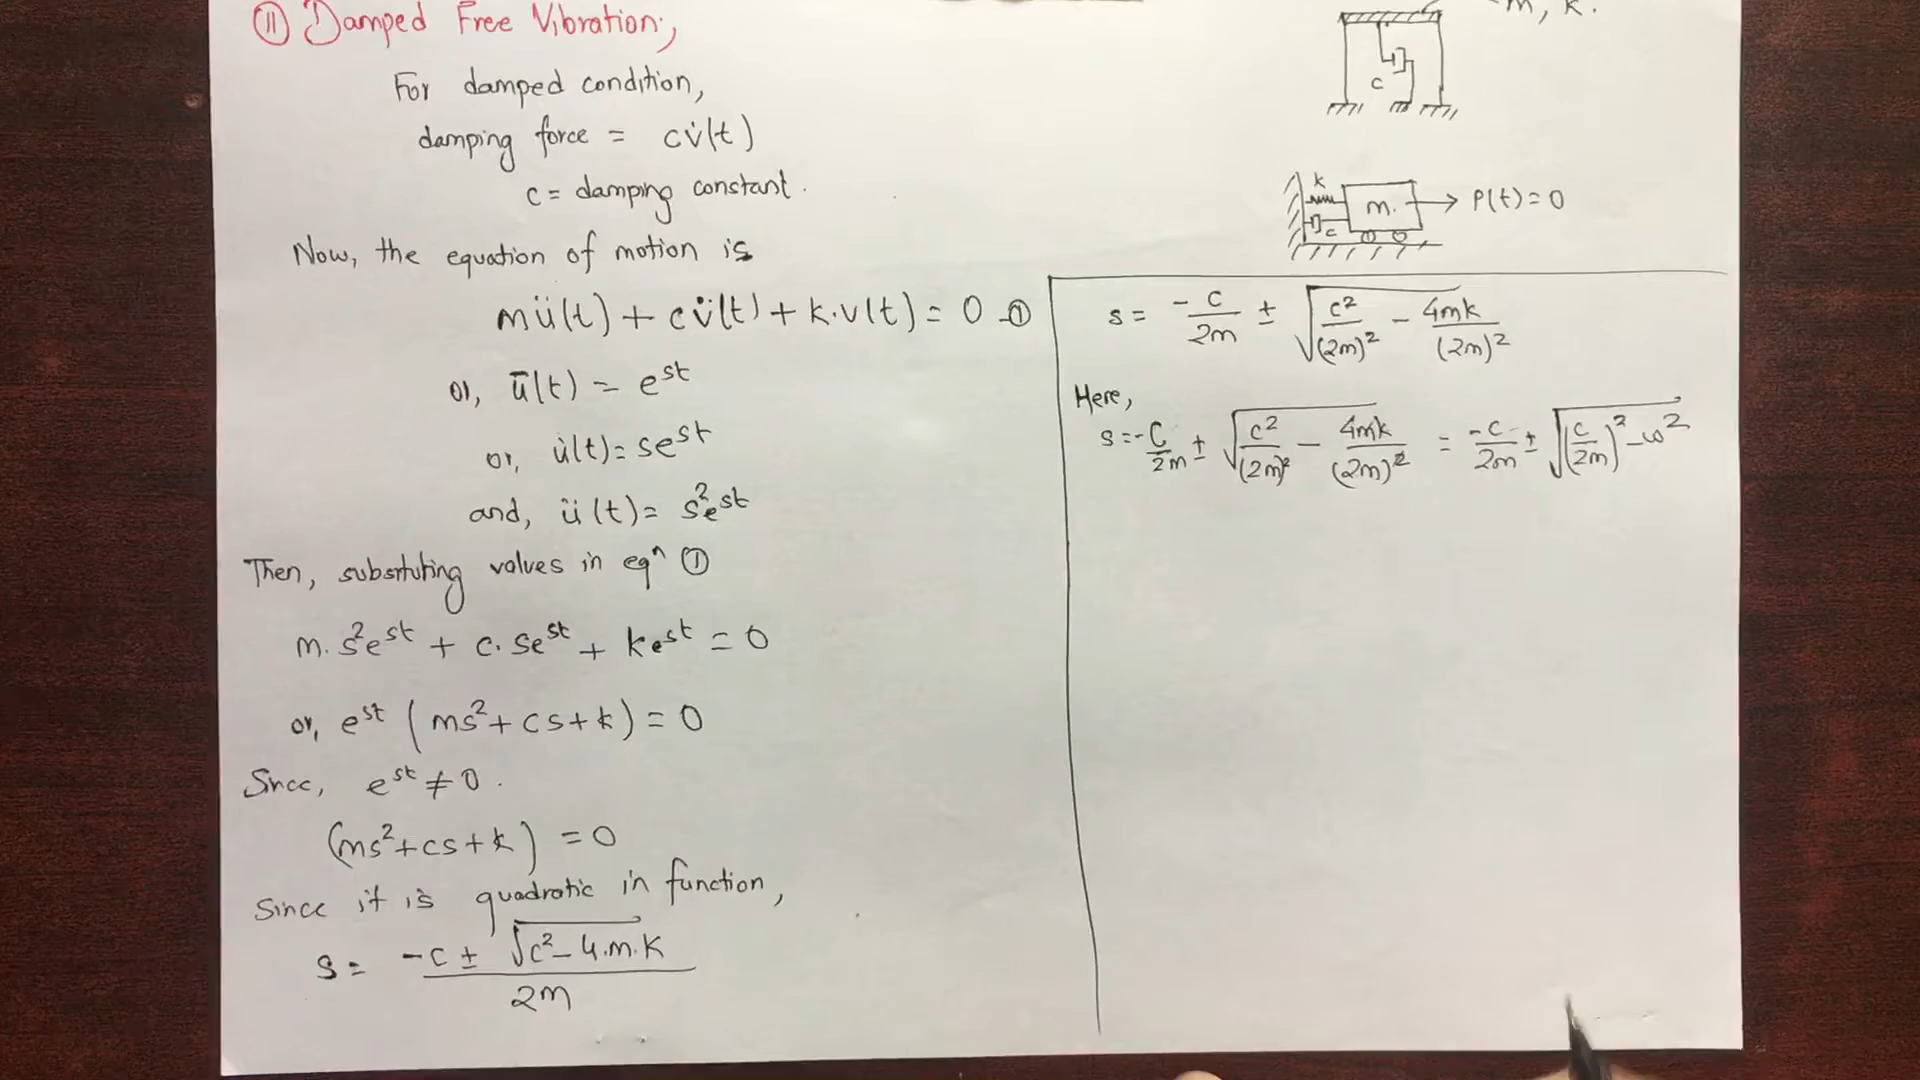 (II) Damped Free Vibration;
For damped condition,
damping force = cv̇(t)
c = damping constant.
Now, the equation of motion is
mü(t) + cv̇(t) + k.v(t) = 0 -(1)
or, ū(t) = e^st
or, u̇(t) = se^st
and, ü(t) = s²e^st
Then, substuting values in eqⁿ (1)
m. s²e^st + c. se^st + ke^st = 0
or, e^st (ms²+cs+k) = 0
Since, e^st ≠ 0.
(ms²+cs+k) = 0
Since it is quadratic in function,
s = (-c ± √(c² - 4.m.k)) / 2m
m, k.
c
k
m.
P(t) = 0
c
s = -c/2m ± √(c²/(2m)² - 4mk/(2m)²)
Here,
s = -c/2m ± √(c²/(2m)² - 4mk/(2m)²) = -c/2m ± √((c/2m)² - ω²)